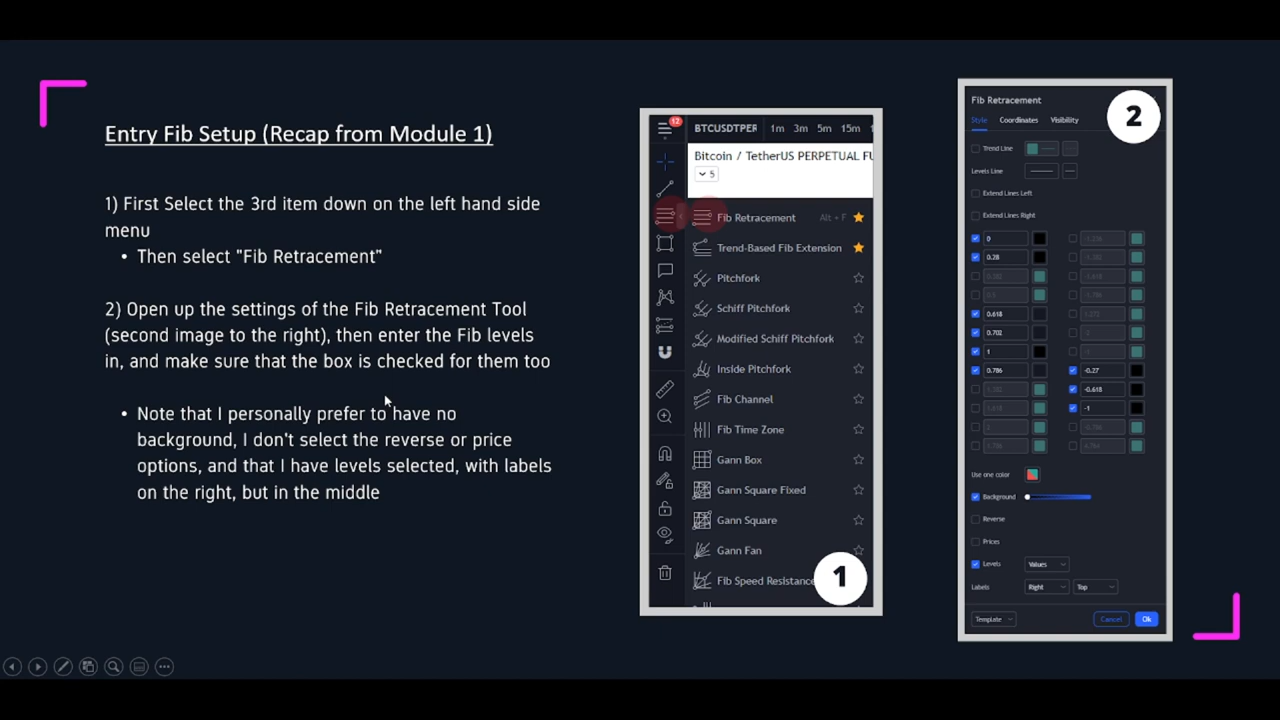 Entry Fib Setup (Recap from Module 1)
1) First Select the 3rd item down on the left hand side
menu
• Then select "Fib Retracement"
2) Open up the settings of the Fib Retracement Tool
(second image to the right), then enter the Fib levels
in, and make sure that the box is checked for them too
• Note that I personally prefer to have no
background, I don't select the reverse or price
options, and that I have levels selected, with labels
on the right, but in the middle
12
BTCUSDTPER 1m 3m 5m 15m
Bitcoin / TetherUS PERPETUAL FU
5
Fib Retracement Alt + F
Trend-Based Fib Extension
Pitchfork
Schiff Pitchfork
Modified Schiff Pitchfork
Inside Pitchfork
Fib Channel
Fib Time Zone
Gann Box
Gann Square Fixed
Gann Square
Gann Fan
Fib Speed Resistance
1
2
Fib Retracement
Style Coordinates Visibility
Trend Line
Levels Line
Extend Lines Left
Extend Lines Right
0
0.28
0.618
0.702
1
0.786 -0.27
-0.618
-1
Use one color
Background
Reverse
Prices
Levels Values
Labels Right Top
Template Cancel Ok